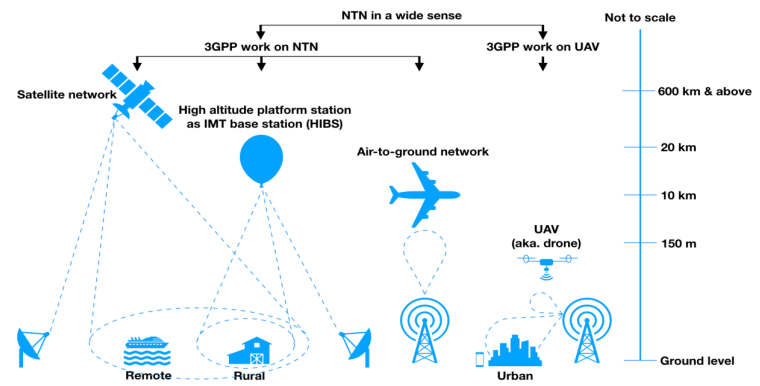 NTN in a wide sense
Not to scale
3GPP work on NTN
3GPP work on UAV
Satellite network
600 km & above
High altitude platform station
as IMT base station (HIBS)
20 km
Air-to-ground network
10 km
UAV
(aka. drone)
150 m
Ground level
Remote
Rural
Urban